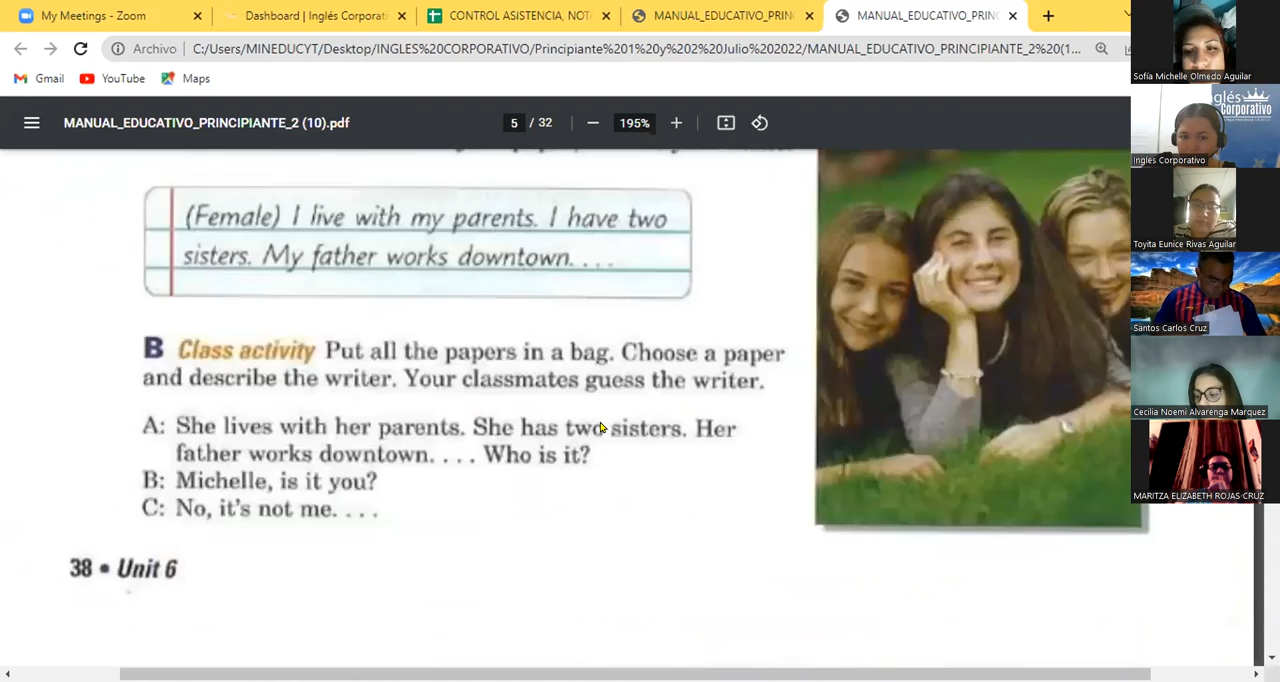 My Meetings - Zoom
Dashboard | Inglés Corporati
CONTROL ASISTENCIA, NOT
MANUAL_EDUCATIVO_PRINC
MANUAL_EDUCATIVO_PRINC
Archivo
C:/Users/MINEDUCYT/Desktop/INGLES%20CORPORATIVO/Principiante%201%20y%202%20Julio%202022/MANUAL_EDUCATIVO_PRINCIPIANTE_2%20(1...
Gmail
YouTube
Maps
MANUAL_EDUCATIVO_PRINCIPIANTE_2 (10).pdf
5 / 32
195%
(Female) I live with my parents. I have two
sisters. My father works downtown. . . .
B Class activity Put all the papers in a bag. Choose a paper
and describe the writer. Your classmates guess the writer.
A: She lives with her parents. She has two sisters. Her
father works downtown. . . . Who is it?
B: Michelle, is it you?
C: No, it's not me. . . .
38 • Unit 6
Sofía Michelle Olmedo Aguilar
Inglés
Corporativo
Ingles Corporativo
Toyita Eunice Rivas Aguilar
Santos Carlos Cruz
Cecilia Noemi Alvarenga Marquez
MARITZA ELIZABETH ROJAS CRUZ